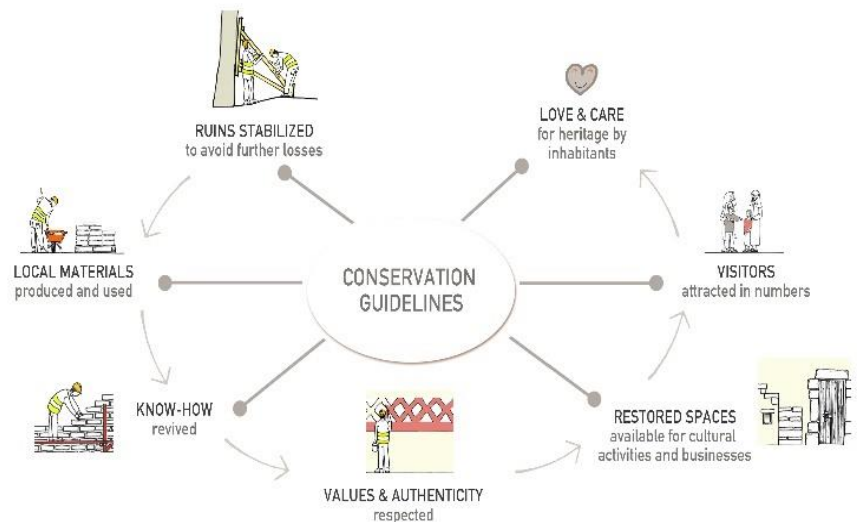 RUINS STABILIZED
to avoid further losses
LOVE & CARE
for heritage by
inhabitants
LOCAL MATERIALS
produced and used
CONSERVATION
GUIDELINES
VISITORS
attracted in numbers
KNOW-HOW
revived
RESTORED SPACES
available for cultural
activities and businesses
VALUES & AUTHENTICITY
respected